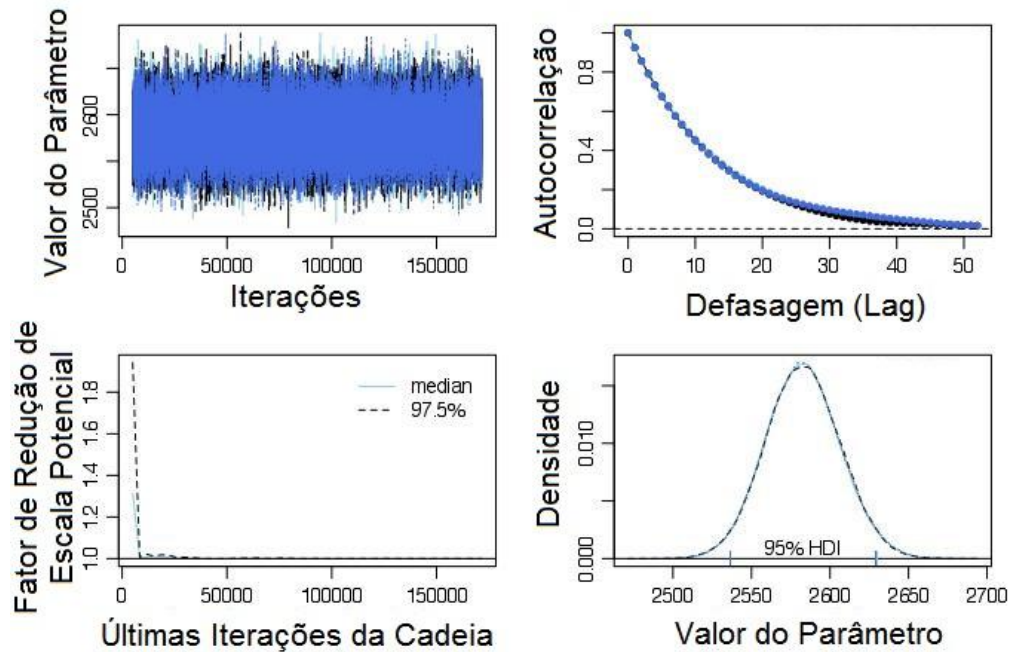 Valor do Parâmetro
2500
2600
0
50000
100000
150000
Iterações
Autocorrelação
0.0
0.4
0.8
0
10
20
30
40
50
Defasagem (Lag)
Fator de Redução de
Escala Potencial
1.0
1.2
1.4
1.6
1.8
median
97.5%
0
50000
100000
150000
Últimas Iterações da Cadeia
Densidade
0.000
0.010
95% HDI
2500
2550
2600
2650
2700
Valor do Parâmetro